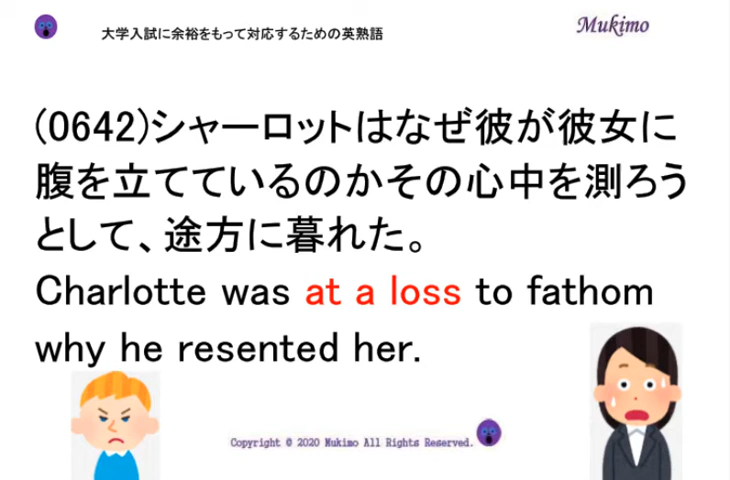 大学入試に余裕をもって対応するための英熟語
Mukimo
(0642)シャーロットはなぜ彼が彼女に
腹を立てているのかその心中を測ろう
として、途方に暮れた。
Charlotte was at a loss to fathom
why he resented her.
Copyright @ 2020 Mukimo All Rights Reserved.